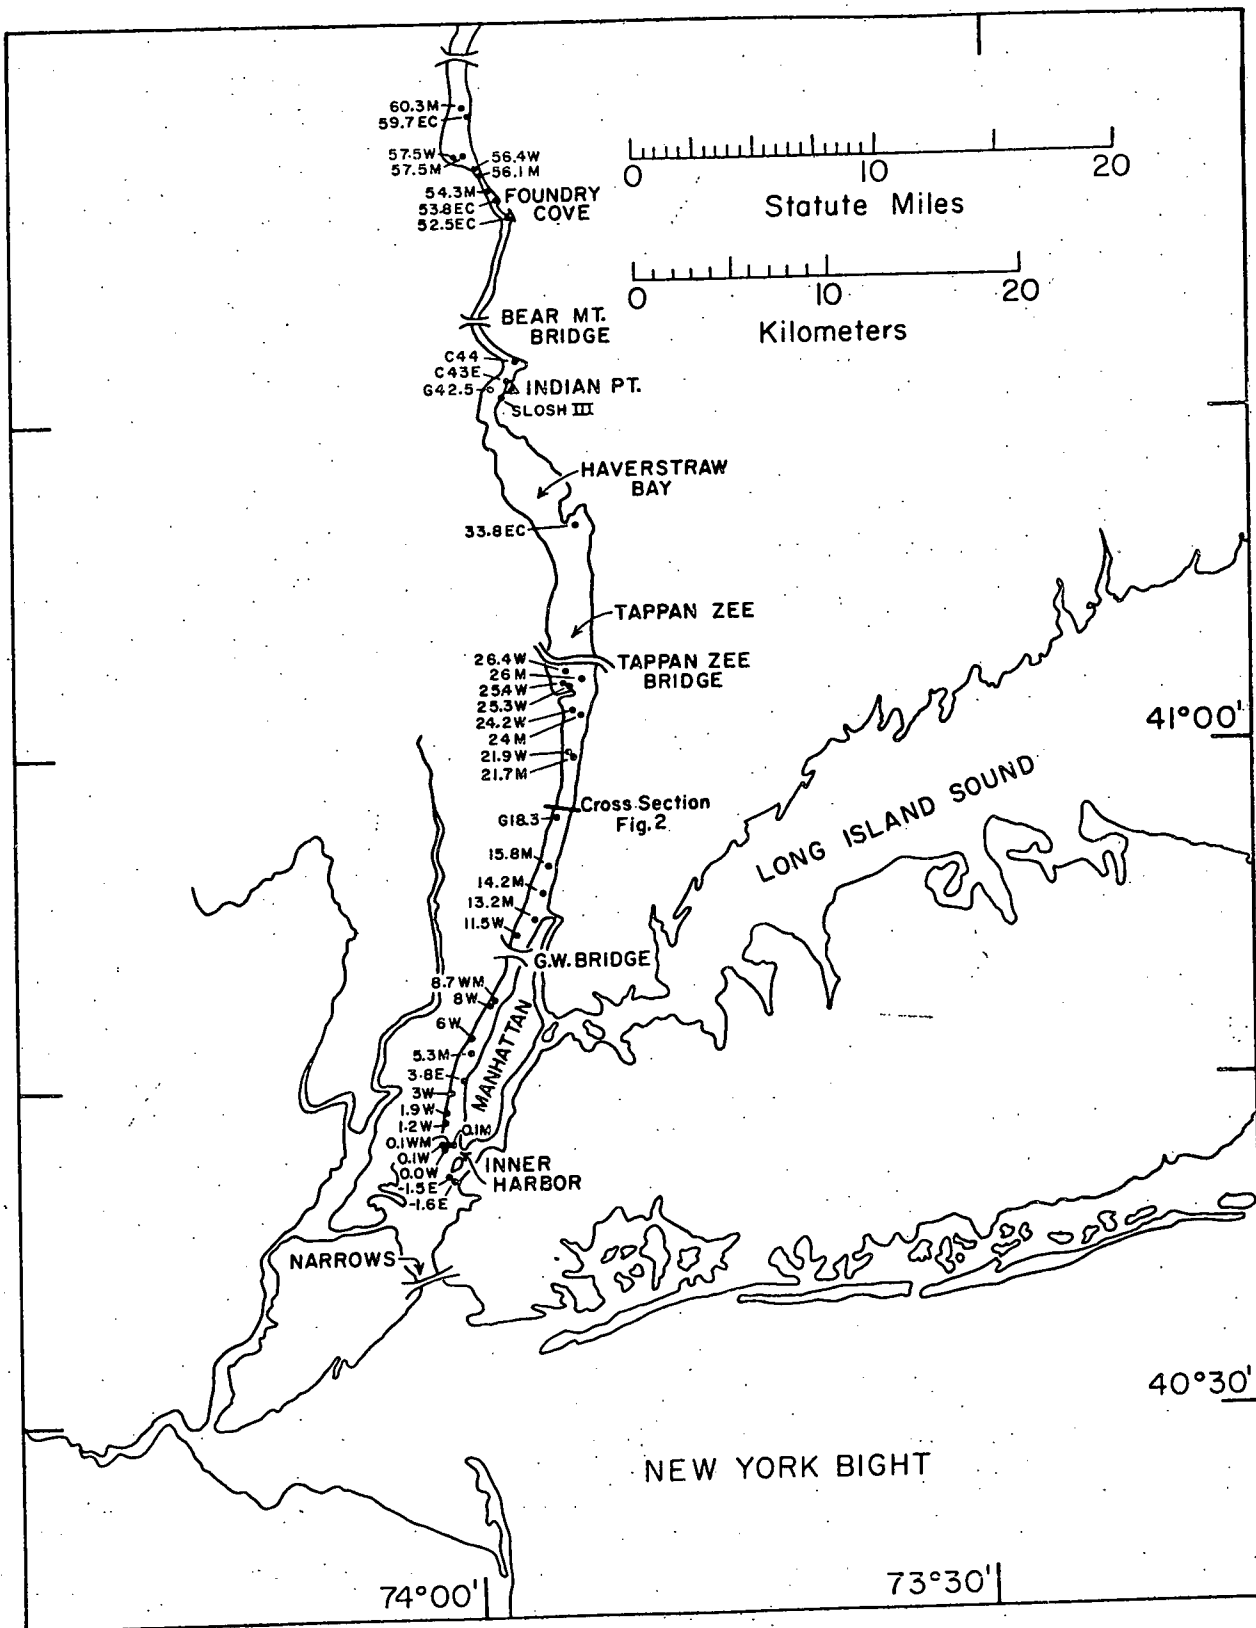 60.3M
59.7EC
57.5W
57.5M
56.4W
56.1M
54.3M
53.8EC
52.5EC
FOUNDRY
COVE
0 10 20
Statute Miles
0 10 20
Kilometers
BEAR MT.
BRIDGE
C44
C43E
G42.5
INDIAN PT.
SLOSH III
HAVERSTRAW
BAY
33.8EC
TAPPAN ZEE
TAPPAN ZEE
BRIDGE
26.4W
26M
25.4W
25.3W
24.2W
24M
21.9W
21.7M
41°00'
Cross Section
Fig. 2
G18.3
LONG ISLAND SOUND
15.8M
14.2M
13.2M
11.5W
G.W. BRIDGE
8.7WM
8W
6W
5.3M
3.8E
3W
1.9W
1.2W
0.1M
0.1WM
0.1W
0.0W
-1.5E
-1.6E
MANHATTAN
INNER
HARBOR
NARROWS
40°30'
NEW YORK BIGHT
74°00'
73°30'